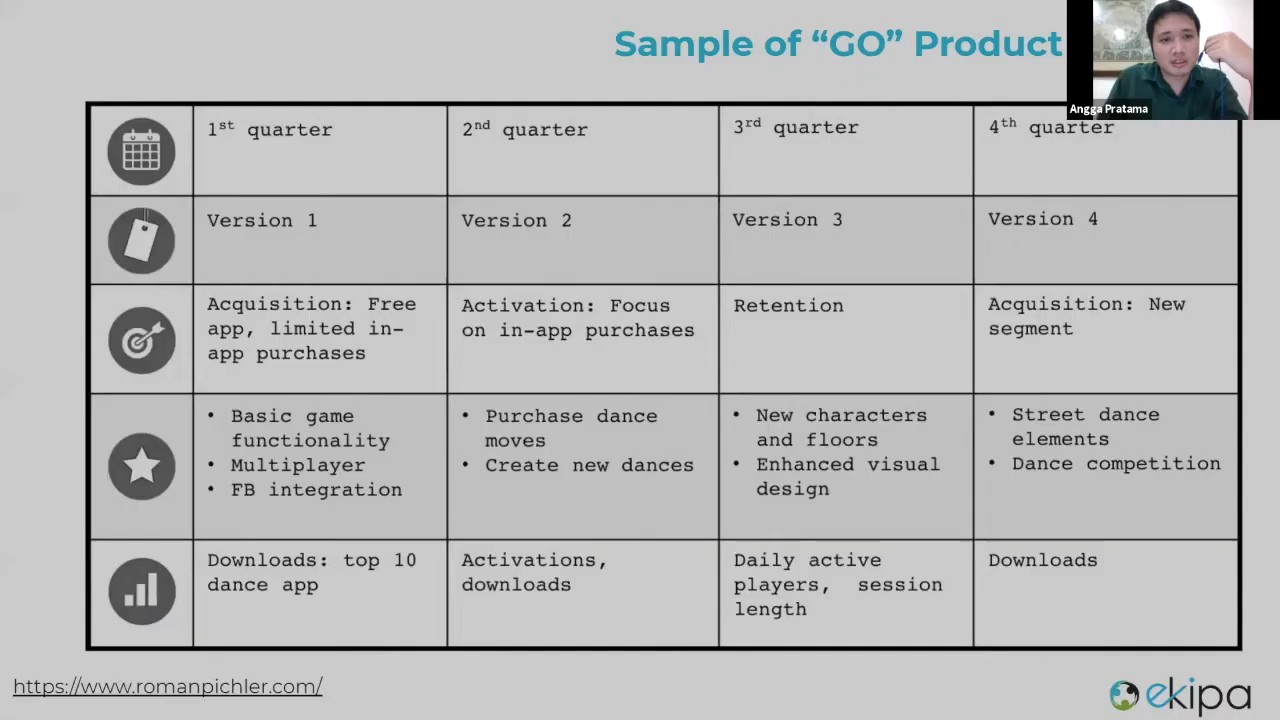 Sample of “GO” Product
Angga Pratama
1st quarter
2nd quarter
3rd quarter
4th quarter
Version 1
Version 2
Version 3
Version 4
Acquisition: Free
app, limited in-
app purchases
Activation: Focus
on in-app purchases
Retention
Acquisition: New
segment
• Basic game
functionality
• Multiplayer
• FB integration
• Purchase dance
moves
• Create new dances
• New characters
and floors
• Enhanced visual
design
• Street dance
elements
• Dance competition
Downloads: top 10
dance app
Activations,
downloads
Daily active
players, session
length
Downloads
https://www.romanpichler.com/
ekipa